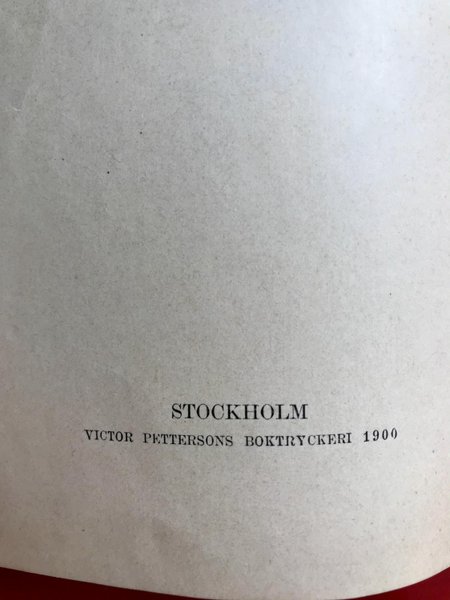 STOCKHOLM
VICTOR PETTERSONS BOKTRYCKERI 1900